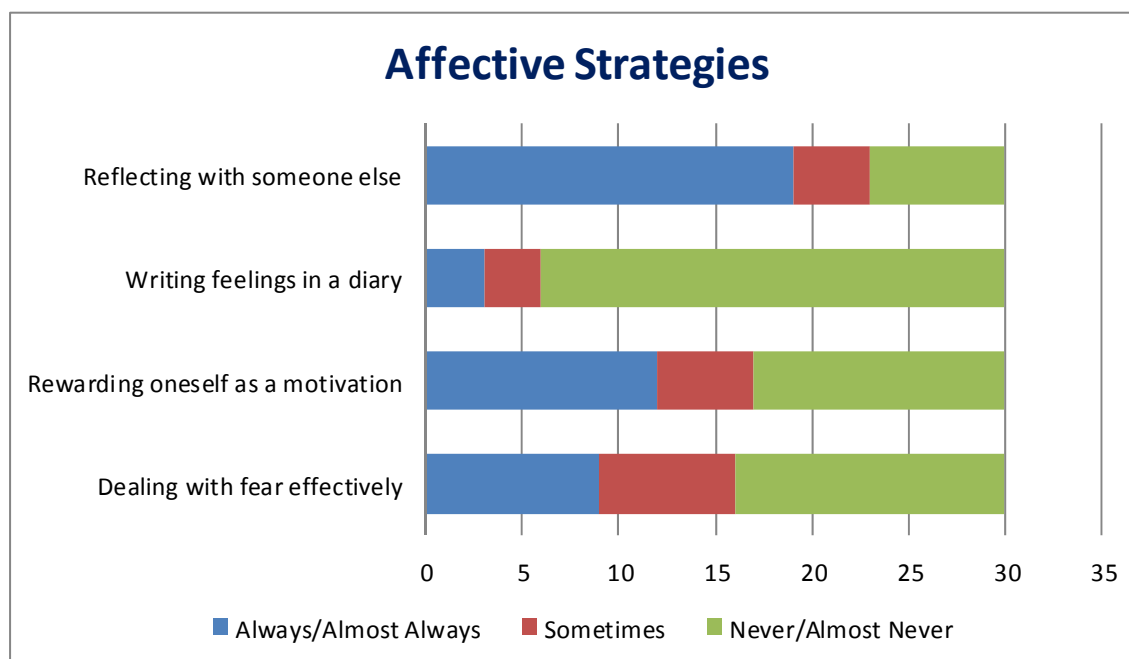 Affective Strategies
Reflecting with someone else
Writing feelings in a diary
Rewarding oneself as a motivation
Dealing with fear effectively
0 5 10 15 20 25 30 35
Always/Almost Always Sometimes Never/Almost Never